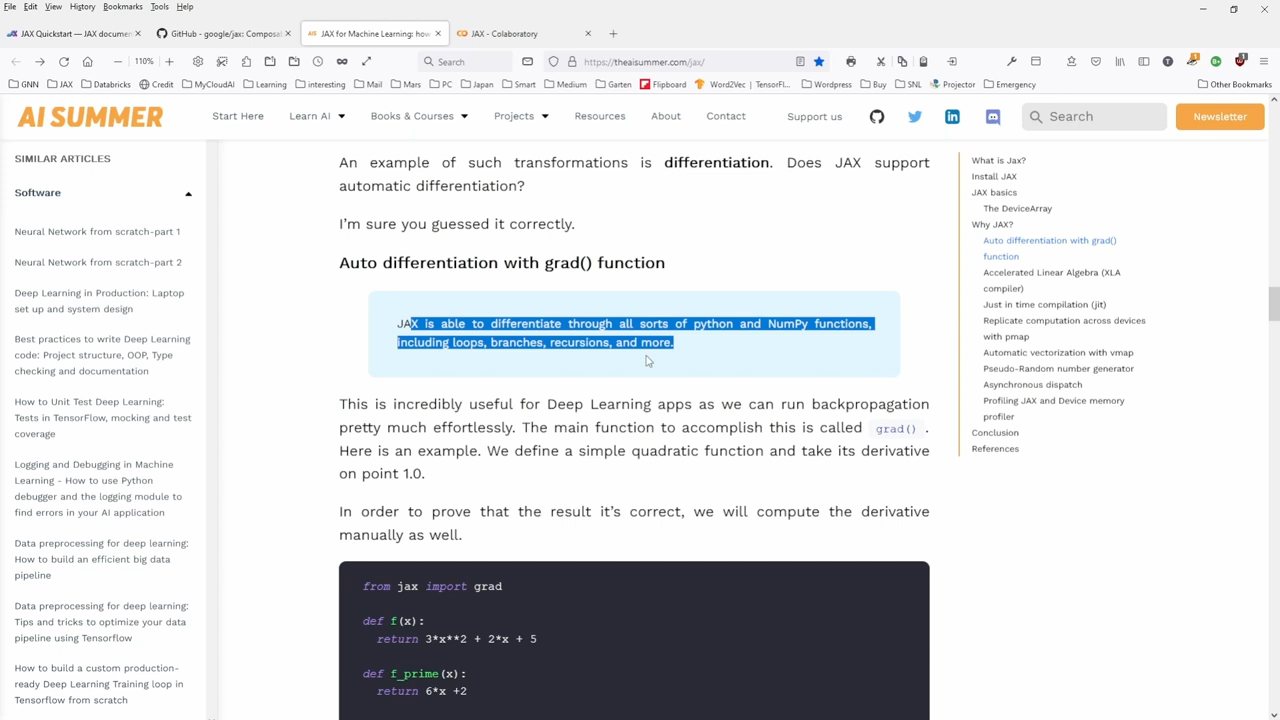 File Edit View History Bookmarks Tools Help
JAX Quickstart — JAX documen
GitHub - google/jax: Composa
JAX for Machine Learning: how
JAX - Colaboratory
110%
Search
https://theaisummer.com/jax/
GNN
JAX
Databricks
Credit
MyCloudAI
Learning
interesting
Mail
Mars
PC
Japan
Smart
Medium
Garten
Flipboard
Word2Vec | TensorFl...
Wordpress
Buy
SNL
Projector
Emergency
Other Bookmarks
AI SUMMER
Start Here
Learn AI
Books & Courses
Projects
Resources
About
Contact
Support us
Search
Newsletter
SIMILAR ARTICLES
Software
Neural Network from scratch-part 1
Neural Network from scratch-part 2
Deep Learning in Production: Laptop
set up and system design
Best practices to write Deep Learning
code: Project structure, OOP, Type
checking and documentation
How to Unit Test Deep Learning:
Tests in TensorFlow, mocking and test
coverage
Logging and Debugging in Machine
Learning - How to use Python
debugger and the logging module to
find errors in your AI application
Data preprocessing for deep learning:
How to build an efficient big data
pipeline
Data preprocessing for deep learning:
Tips and tricks to optimize your data
pipeline using Tensorflow
How to build a custom production-
ready Deep Learning Training loop in
Tensorflow from scratch
An example of such transformations is differentiation. Does JAX support
automatic differentiation?
I'm sure you guessed it correctly.
Auto differentiation with grad() function
JAX is able to differentiate through all sorts of python and NumPy functions,
including loops, branches, recursions, and more.
This is incredibly useful for Deep Learning apps as we can run backpropagation
pretty much effortlessly. The main function to accomplish this is called grad() .
Here is an example. We define a simple quadratic function and take its derivative
on point 1.0.
In order to prove that the result it's correct, we will compute the derivative
manually as well.
from jax import grad
def f(x):
return 3*x**2 + 2*x + 5
def f_prime(x):
return 6*x +2
What is Jax?
Install JAX
JAX basics
The DeviceArray
Why JAX?
Auto differentiation with grad()
function
Accelerated Linear Algebra (XLA
compiler)
Just in time compilation (jit)
Replicate computation across devices
with pmap
Automatic vectorization with vmap
Pseudo-Random number generator
Asynchronous dispatch
Profiling JAX and Device memory
profiler
Conclusion
References